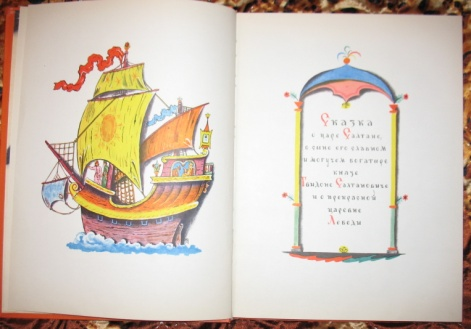 Сказка
о царе Салтане,
о сыне его славном
и могучем богатыре
князе
Гвидоне Салтановиче
и о прекрасной
царевне
Лебеди